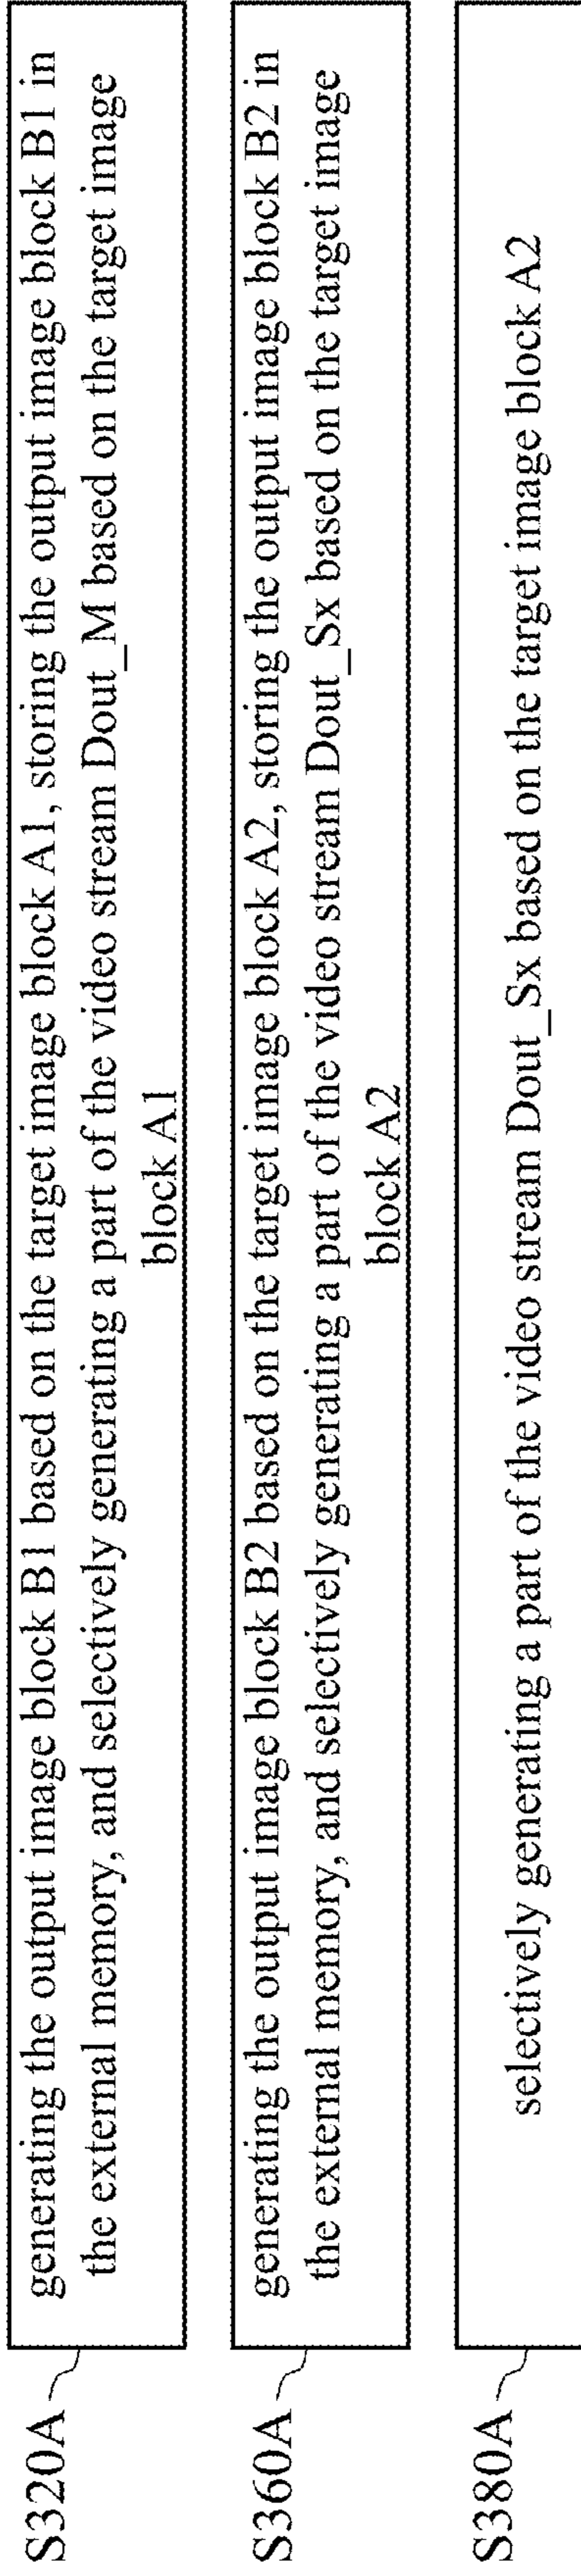 S320A
generating the output image block B1 based on the target image block A1, storing the output image block B1 in
the external memory, and selectively generating a part of the video stream Dout_M based on the target image
block A1
S360A
generating the output image block B2 based on the target image block A2, storing the output image block B2 in
the external memory, and selectively generating a part of the video stream Dout_Sx based on the target image
block A2
S380A
selectively generating a part of the video stream Dout_Sx based on the target image block A2